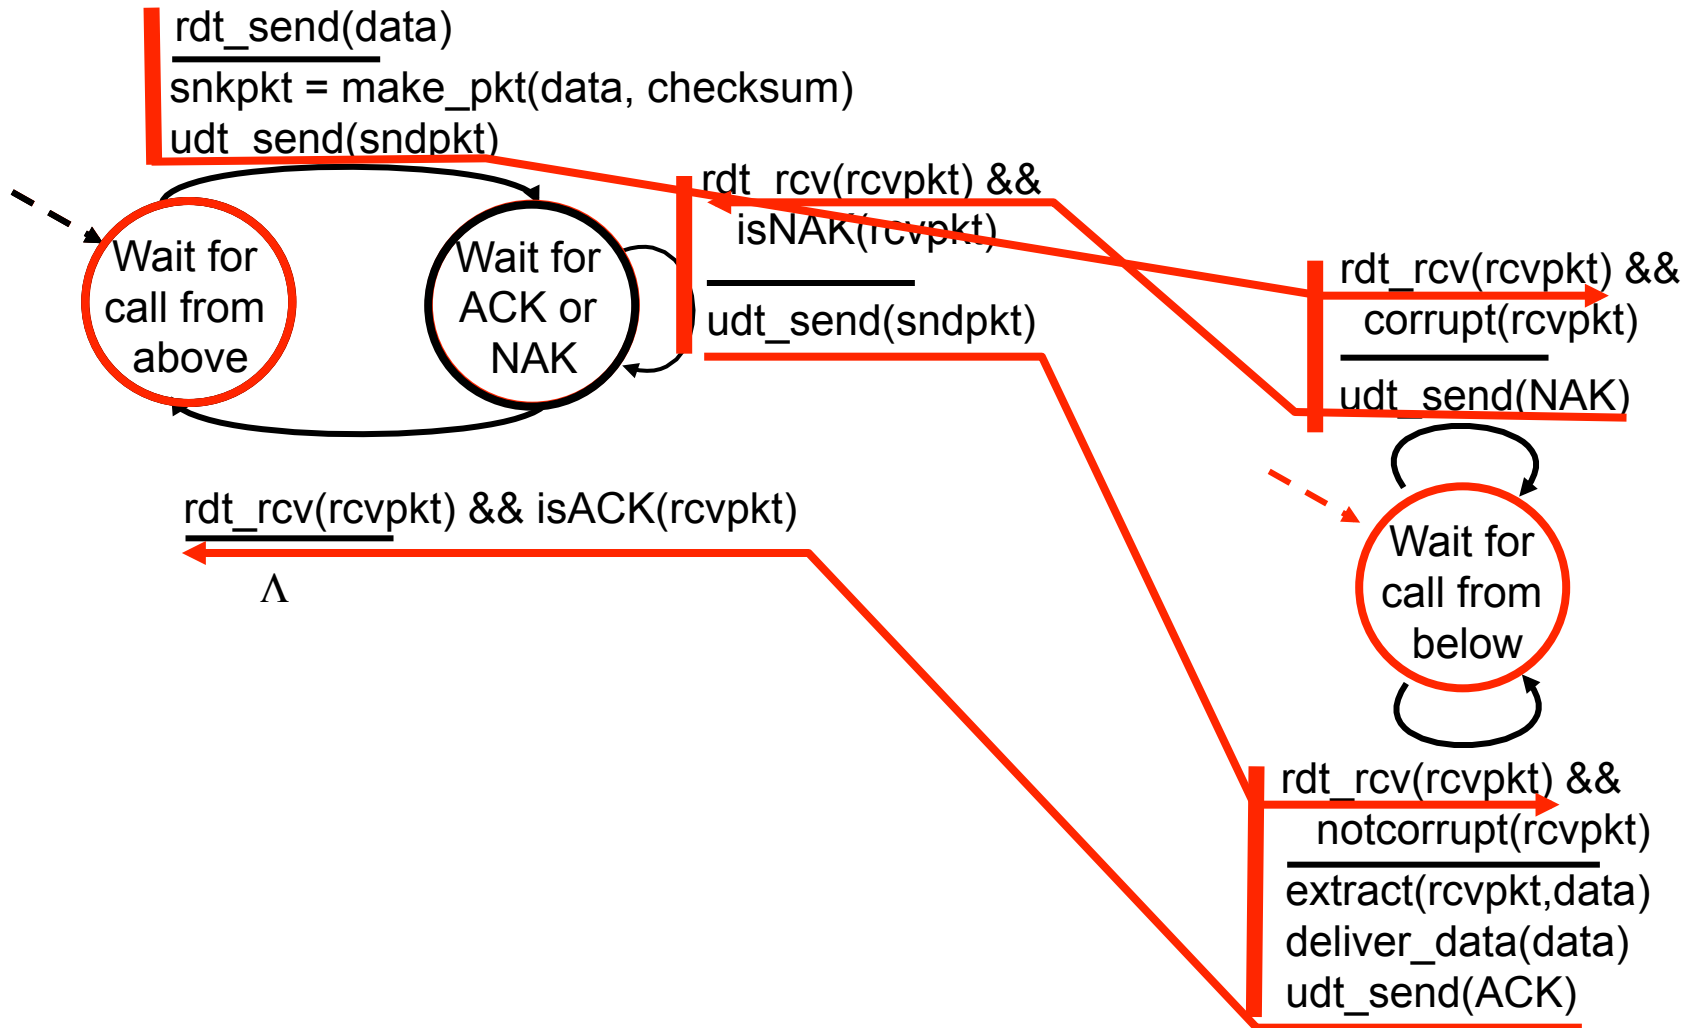 rdt_send(data)
snkpkt = make_pkt(data, checksum)
udt_send(sndpkt)
rdt_rcv(rcvpkt) &&
isNAK(rcvpkt)
udt_send(sndpkt)
Wait for
call from
above
Wait for
ACK or
NAK
rdt_rcv(rcvpkt) && isACK(rcvpkt)
Λ
rdt_rcv(rcvpkt) &&
corrupt(rcvpkt)
udt_send(NAK)
Wait for
call from
below
rdt_rcv(rcvpkt) &&
notcorrupt(rcvpkt)
extract(rcvpkt,data)
deliver_data(data)
udt_send(ACK)